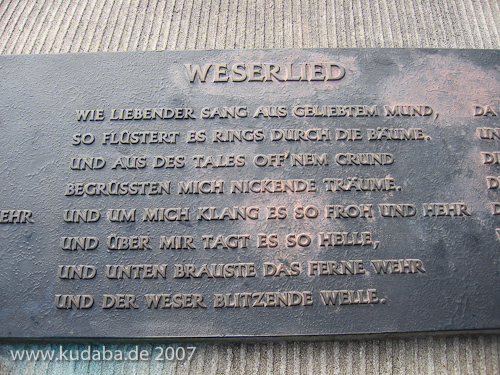 WESERLIED
WIE LIEBENDER SANG AUS GELIEBTEM MUND,
SO FLÜSTERT ES RINGS DURCH DIE BÄUME.
UND AUS DES TALES OFF'NEM GRUND
BEGRÜSSTEN MICH NICKENDE TRÄUME.
UND UM MICH KLANG ES SO FROH UND HEHR
UND ÜBER MIR TAGT ES SO HELLE,
UND UNTEN BRAUSTE DAS FERNE WEHR
UND DER WESER BLITZENDE WELLE.
www.kudaba.de 2007